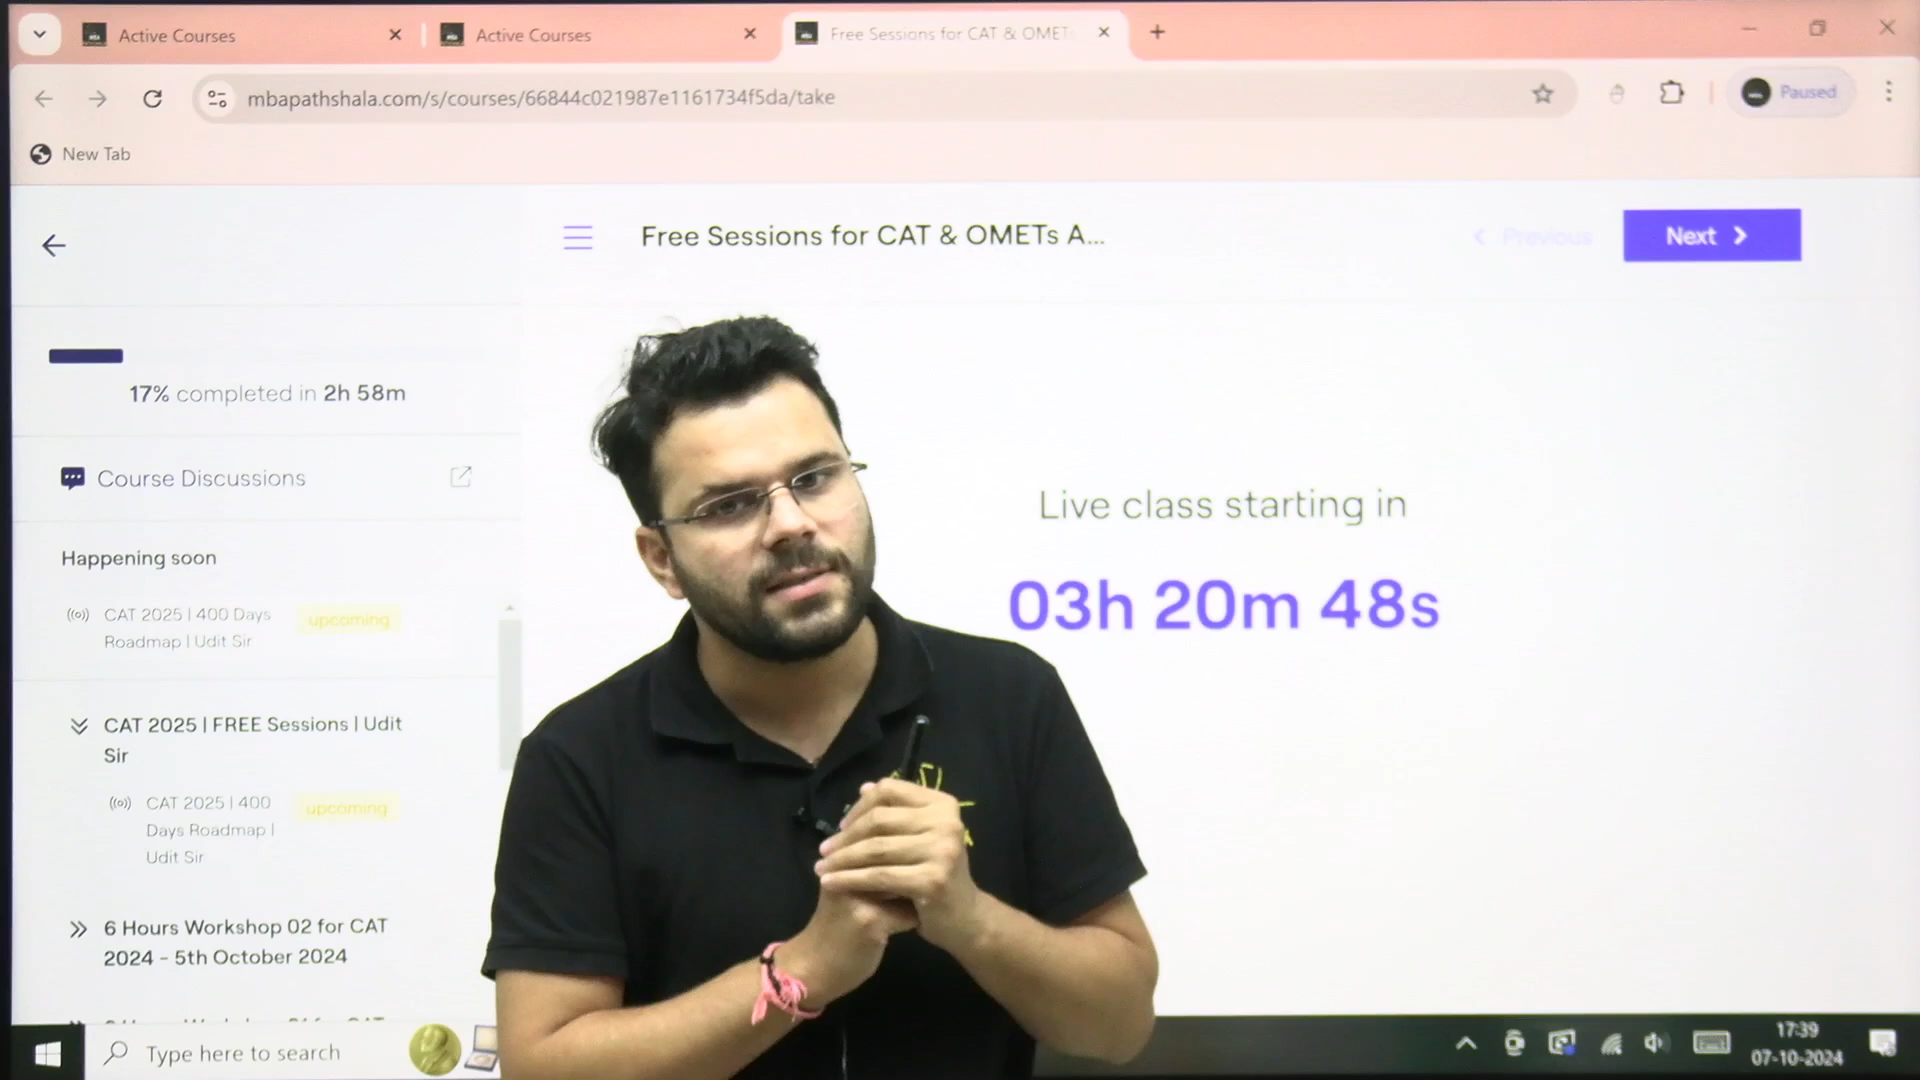 Active Courses
Active Courses
Free Sessions for CAT & OMET
mbapathshala.com/s/courses/66844c021987e1161734f5da/take
Paused
New Tab
Free Sessions for CAT & OMETs A...
Previous
Next
17% completed in 2h 58m
Course Discussions
Happening soon
CAT 2025 | 400 Days
Roadmap | Udit Sir
upcoming
CAT 2025 | FREE Sessions | Udit
Sir
CAT 2025 | 400
Days Roadmap |
Udit Sir
upcoming
6 Hours Workshop 02 for CAT
2024 - 5th October 2024
Live class starting in
03h 20m 48s
Type here to search
17:39
07-10-2024